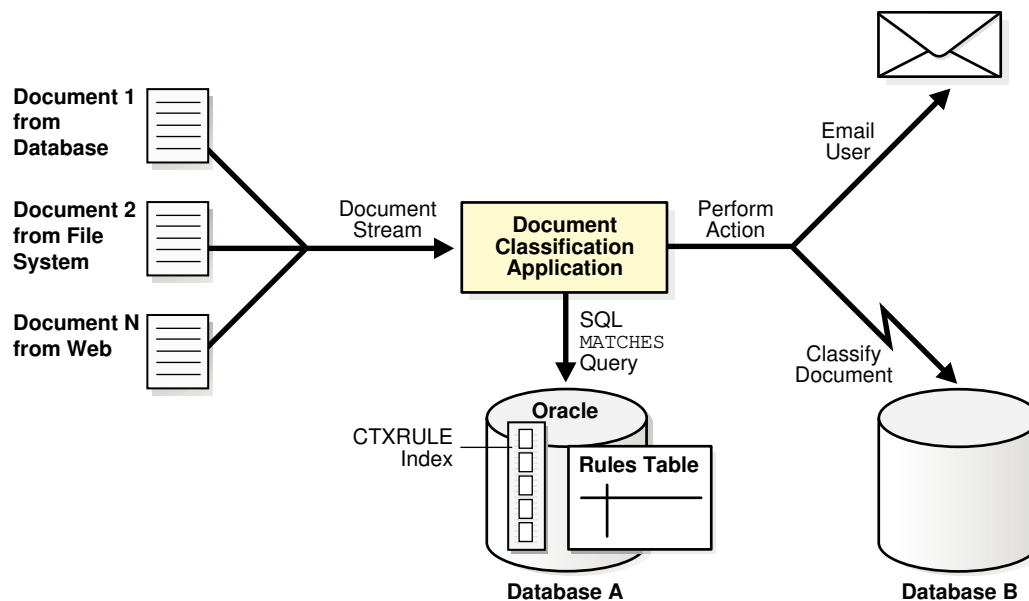 Document 1
from
Database
Document 2
from File
System
Document N
from Web
Document
Stream
Document
Classification
Application
Perform
Action
Email
User
Classify
Document
SQL
MATCHES
Query
Oracle
CTXRULE
Index
Rules Table
Database A
Database B